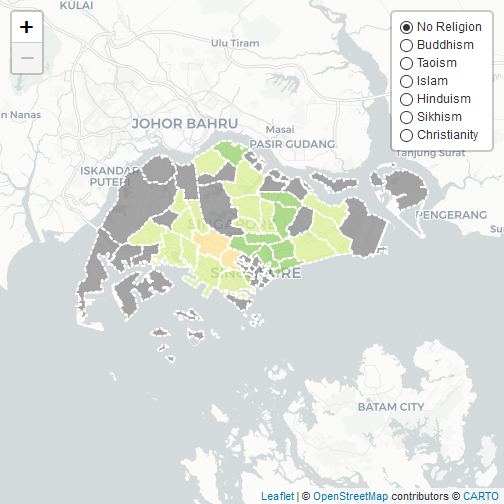 KULAI
+
−
Ulu Tiram
No Religion
Buddhism
Taoism
Islam
Hinduism
Sikhism
Christianity
n Nanas
JOHOR BAHRU
Masai
PASIR GUDANG
Tanjung Surat
ISKANDAR
PUTERI
PENGERANG
SINGAPORE
SINGAPORE
BATAM CITY
Leaflet | © OpenStreetMap contributors © CARTO